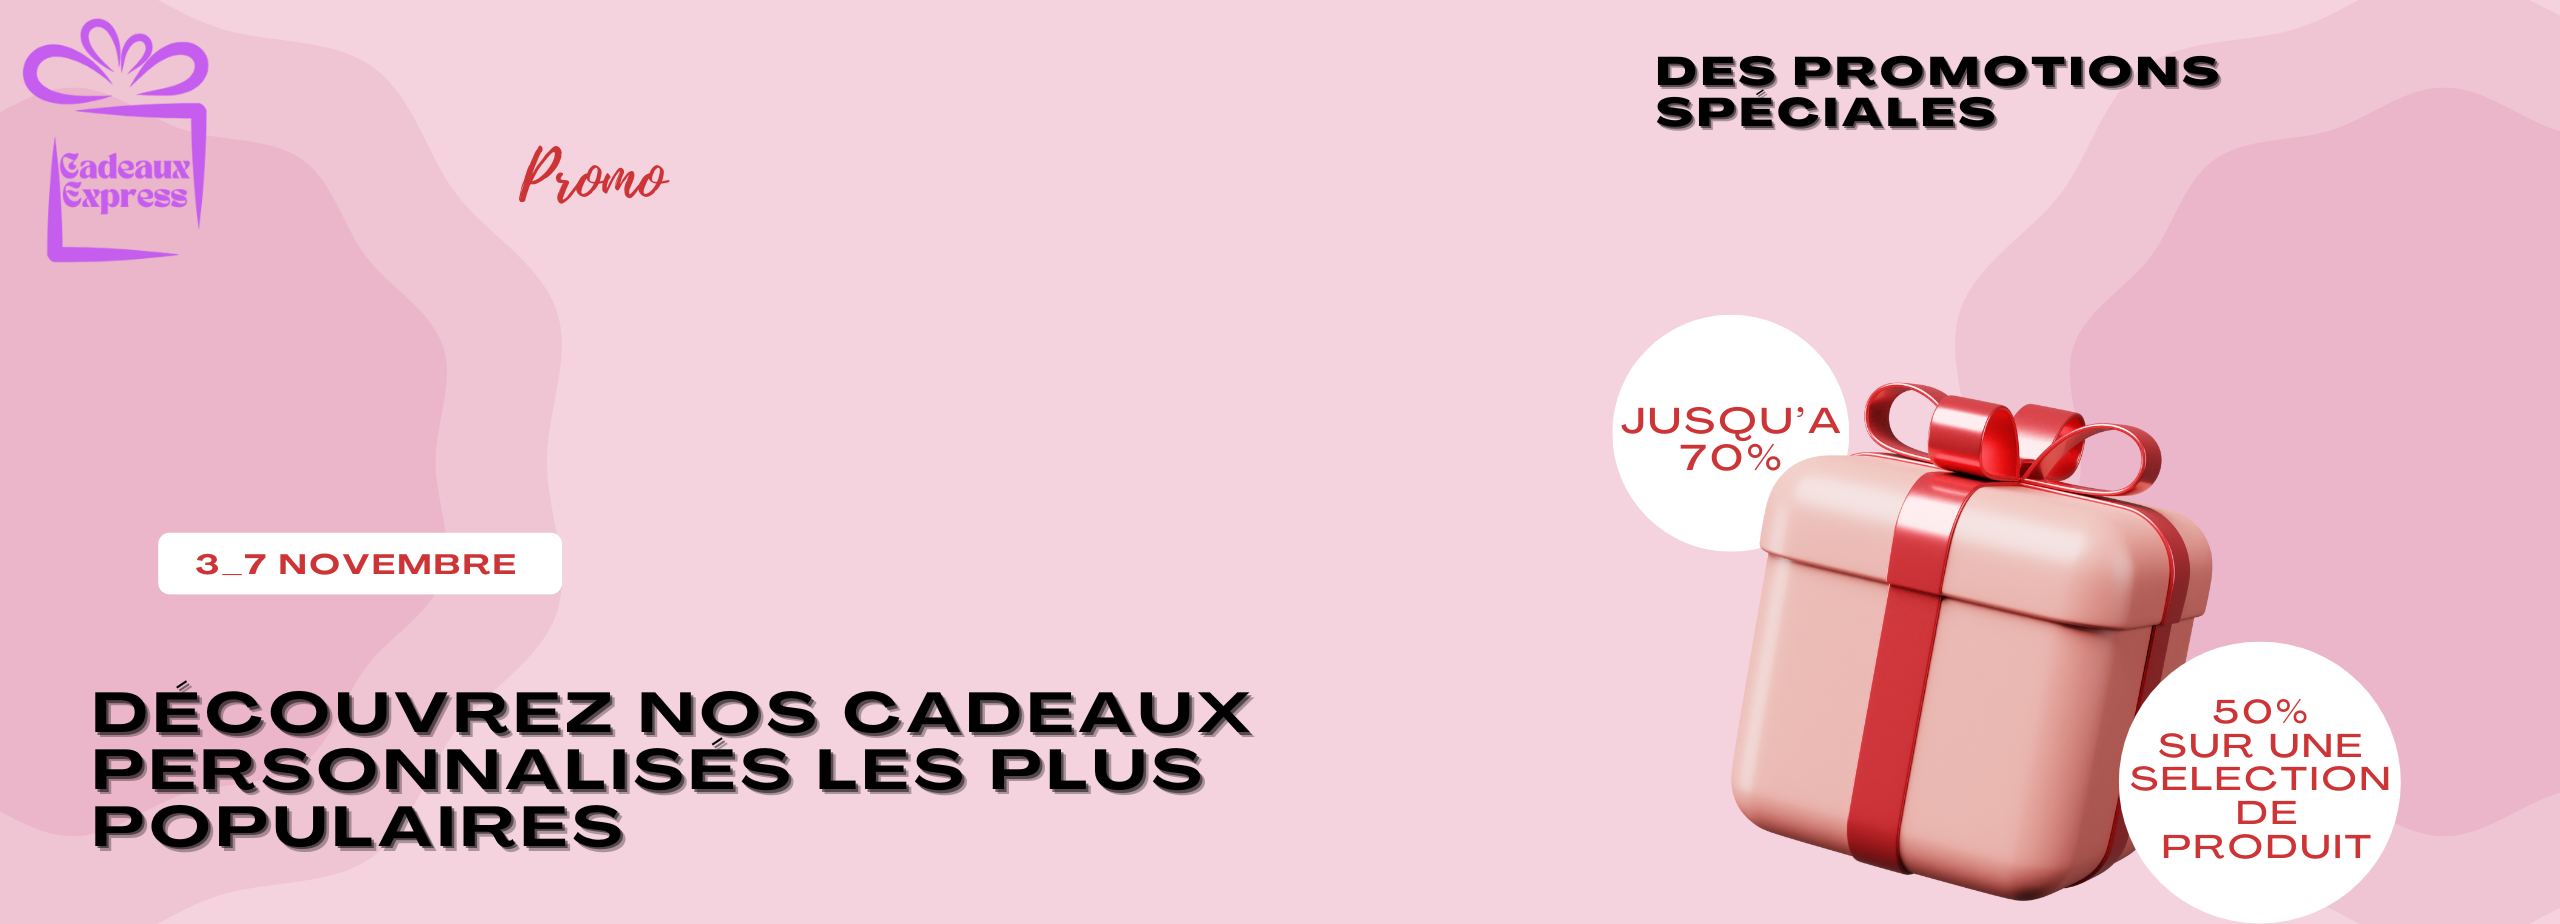 Cadeaux
Express
Promo
DES PROMOTIONS
SPÉCIALES
JUSQU'A
70%
3_7 NOVEMBRE
DÉCOUVREZ NOS CADEAUX
PERSONNALISÉS LES PLUS
POPULAIRES
50%
SUR UNE
SELECTION
DE
PRODUIT